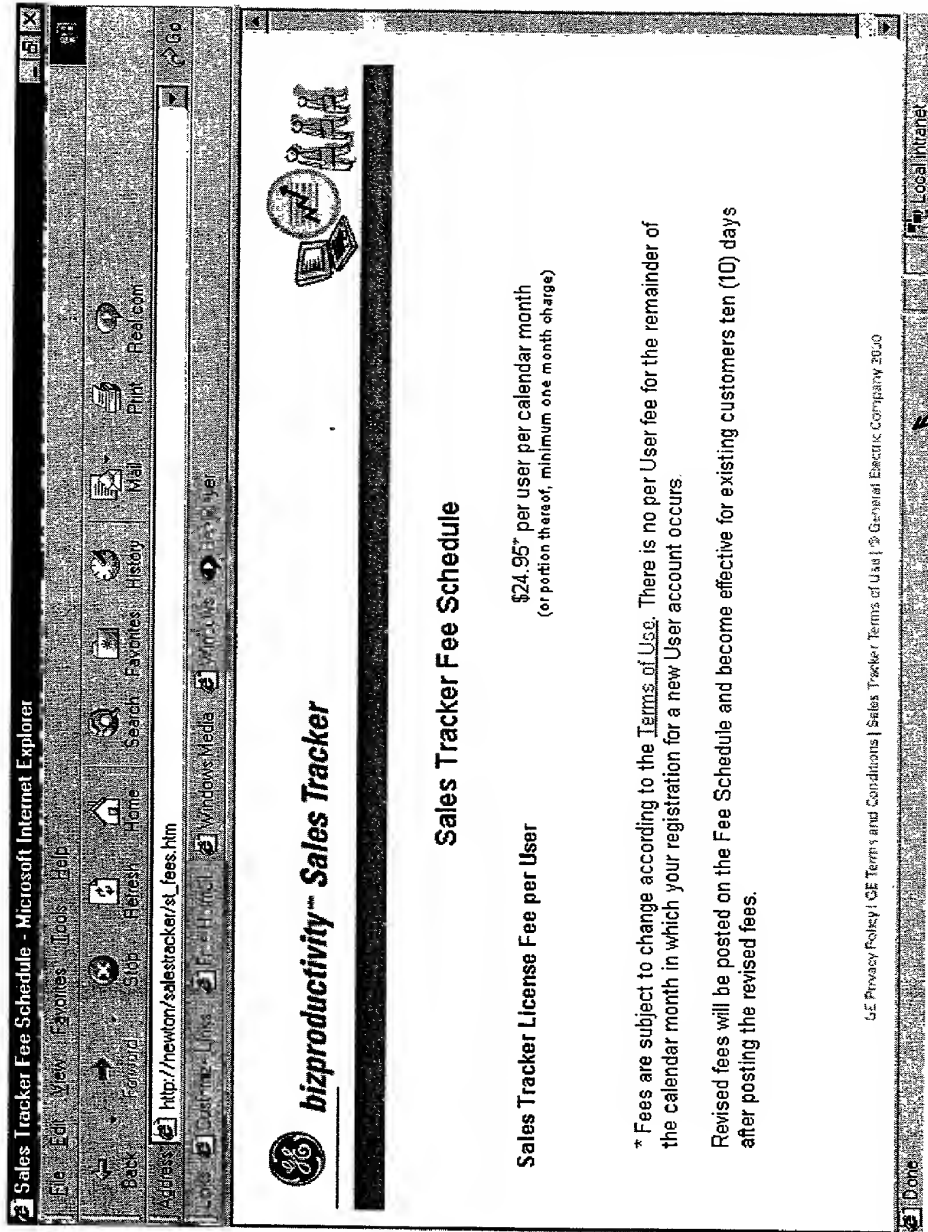 Sales Tracker Fee Schedule - Microsoft Internet Explorer
File Edit View Favorites Tools Help
Back Forward Stop Refresh Home Search Favorites History Mail Print Real.com
Address http://newton/salestracker/st_fees.htm Go
Links Customize Links Free Hotmail Windows Media Windows
bizproductivity™ Sales Tracker
Sales Tracker Fee Schedule
Sales Tracker License Fee per User $24.95* per user per calendar month
(or portion thereof, minimum one month charge)
* Fees are subject to change according to the Terms of Use. There is no per User fee for the remainder of
the calendar month in which your registration for a new User account occurs.
Revised fees will be posted on the Fee Schedule and become effective for existing customers ten (10) days
after posting the revised fees.
GE Privacy Policy | GE Terms and Conditions | Sales Tracker Terms of Use | © General Electric Company 2000
Done Local intranet